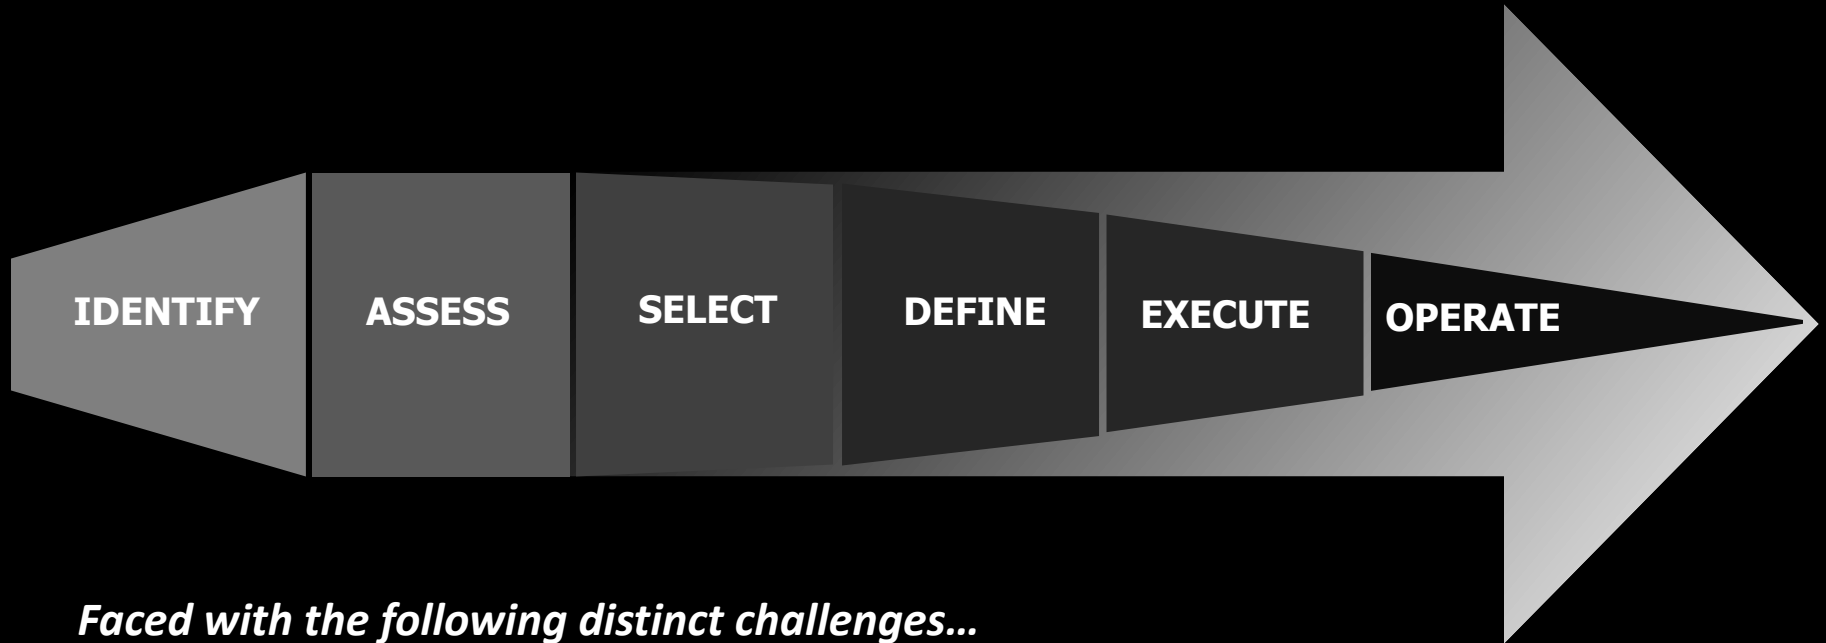 IDENTIFY ASSESS SELECT DEFINE EXECUTE OPERATE
Faced with the following distinct challenges…